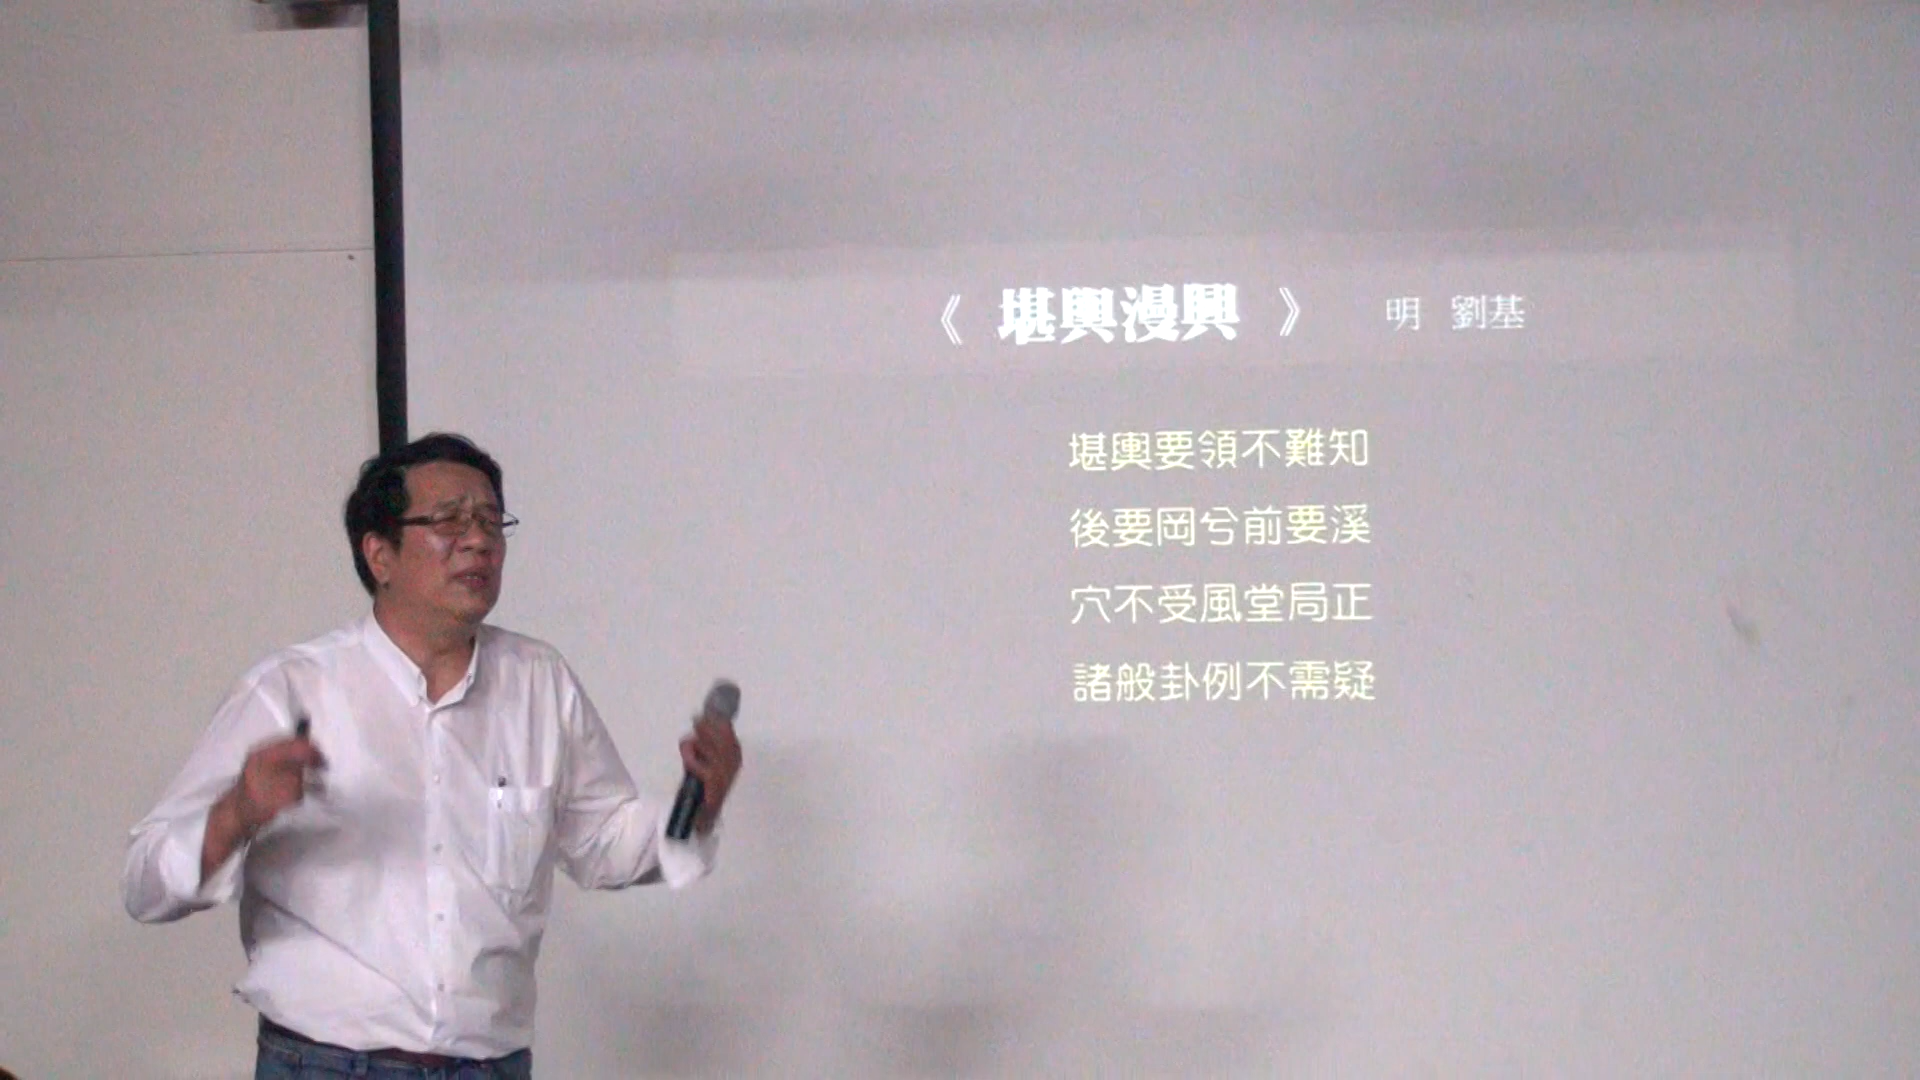 《 堪輿漫興 》 明 劉基
堪輿要領不難知
後要岡兮前要溪
穴不受風堂局正
諸般卦例不需疑